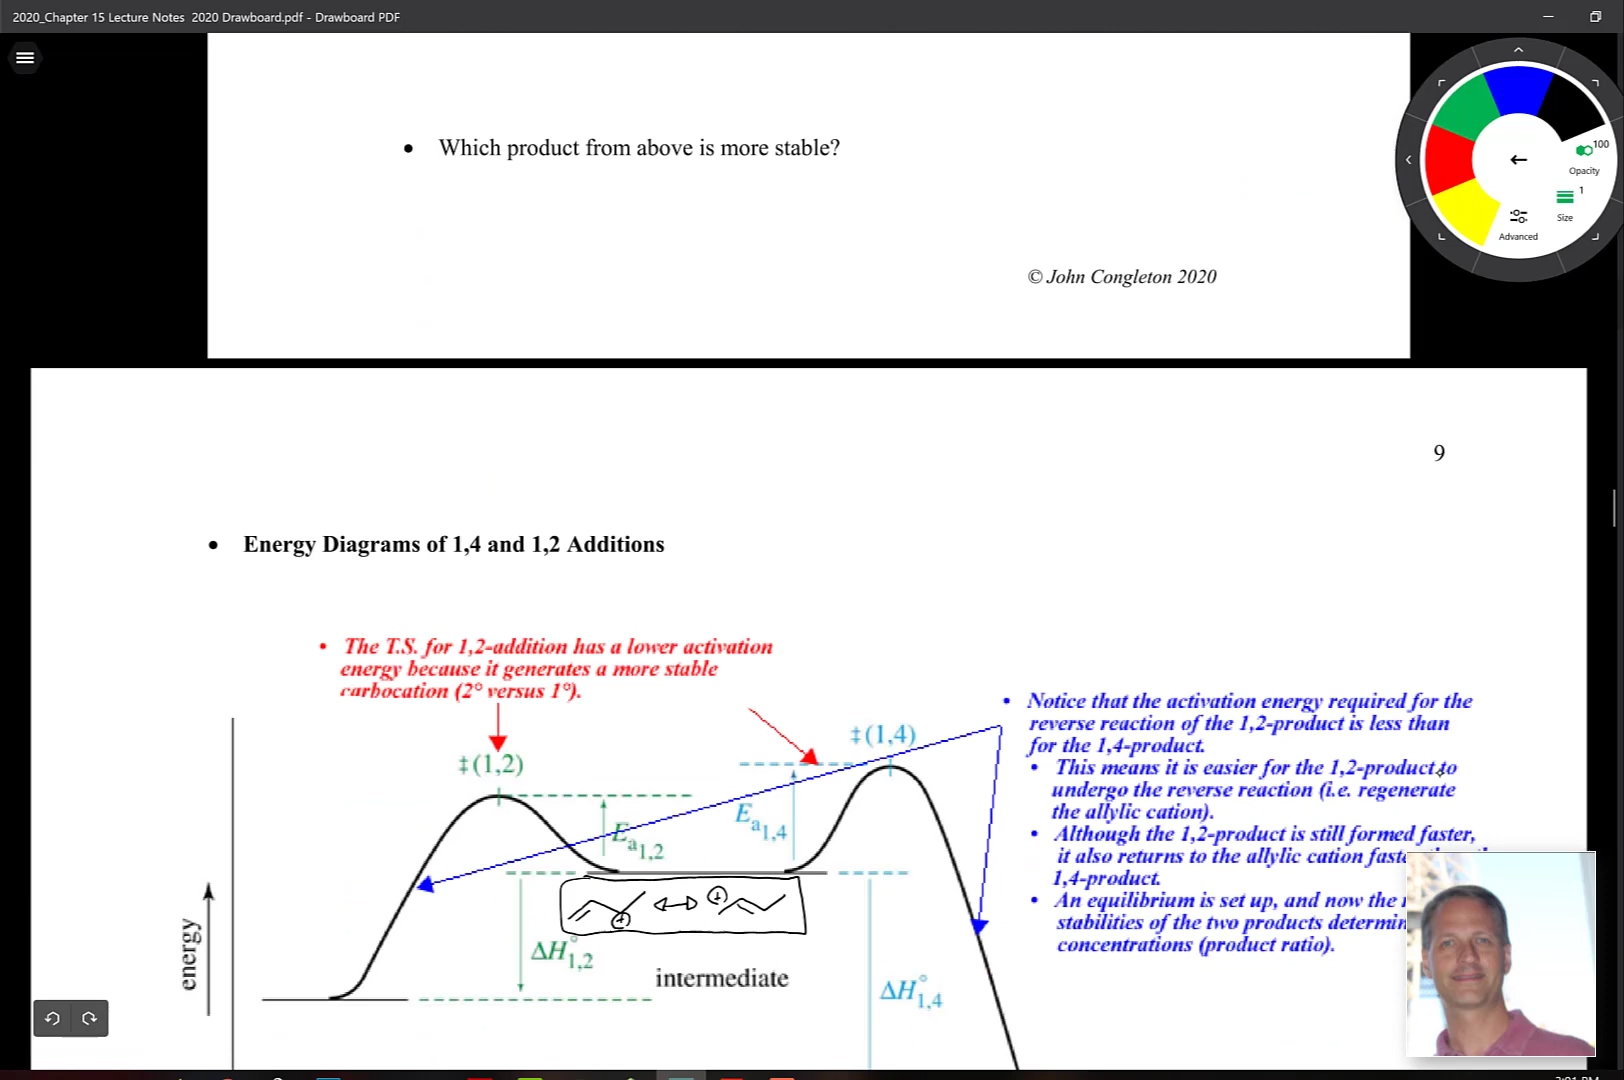 2020_Chapter 15 Lecture Notes 2020 Drawboard.pdf - Drawboard PDF
100
Opacity
1
Size
Advanced
• Which product from above is more stable?
© John Congleton 2020
9
• Energy Diagrams of 1,4 and 1,2 Additions
• The T.S. for 1,2-addition has a lower activation
energy because it generates a more stable
carbocation (2° versus 1°).
• Notice that the activation energy required for the
reverse reaction of the 1,2-product is less than
for the 1,4-product.
• This means it is easier for the 1,2-product to
undergo the reverse reaction (i.e. regenerate
the allylic cation).
• Although the 1,2-product is still formed faster,
it also returns to the allylic cation
1,4-product.
• An equilibrium is set up, and now the
stabilities of the two products
concentrations (product ratio).
‡(1,2)
‡(1,4)
Ea1,2
Ea1,4
energy
ΔH°1,2
intermediate
ΔH°1,4